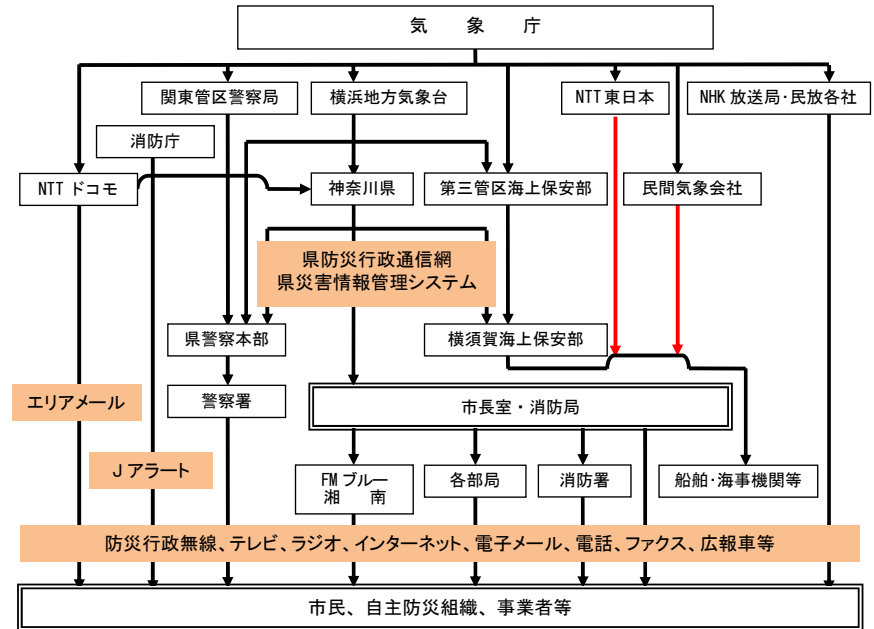 気　象　庁
関東管区警察局
横浜地方気象台
NTT東日本
NHK 放送局・民放各社
消防庁
NTT ドコモ
神奈川県
第三管区海上保安部
民間気象会社
県防災行政通信網
県災害情報管理システム
県警察本部
横須賀海上保安部
エリアメール
警察署
市長室・消防局
Jアラート
FMブルー
湘　南
各部局
消防署
船舶・海事機関等
防災行政無線、テレビ、ラジオ、インターネット、電子メール、電話、ファクス、広報車等
市民、自主防災組織、事業者等